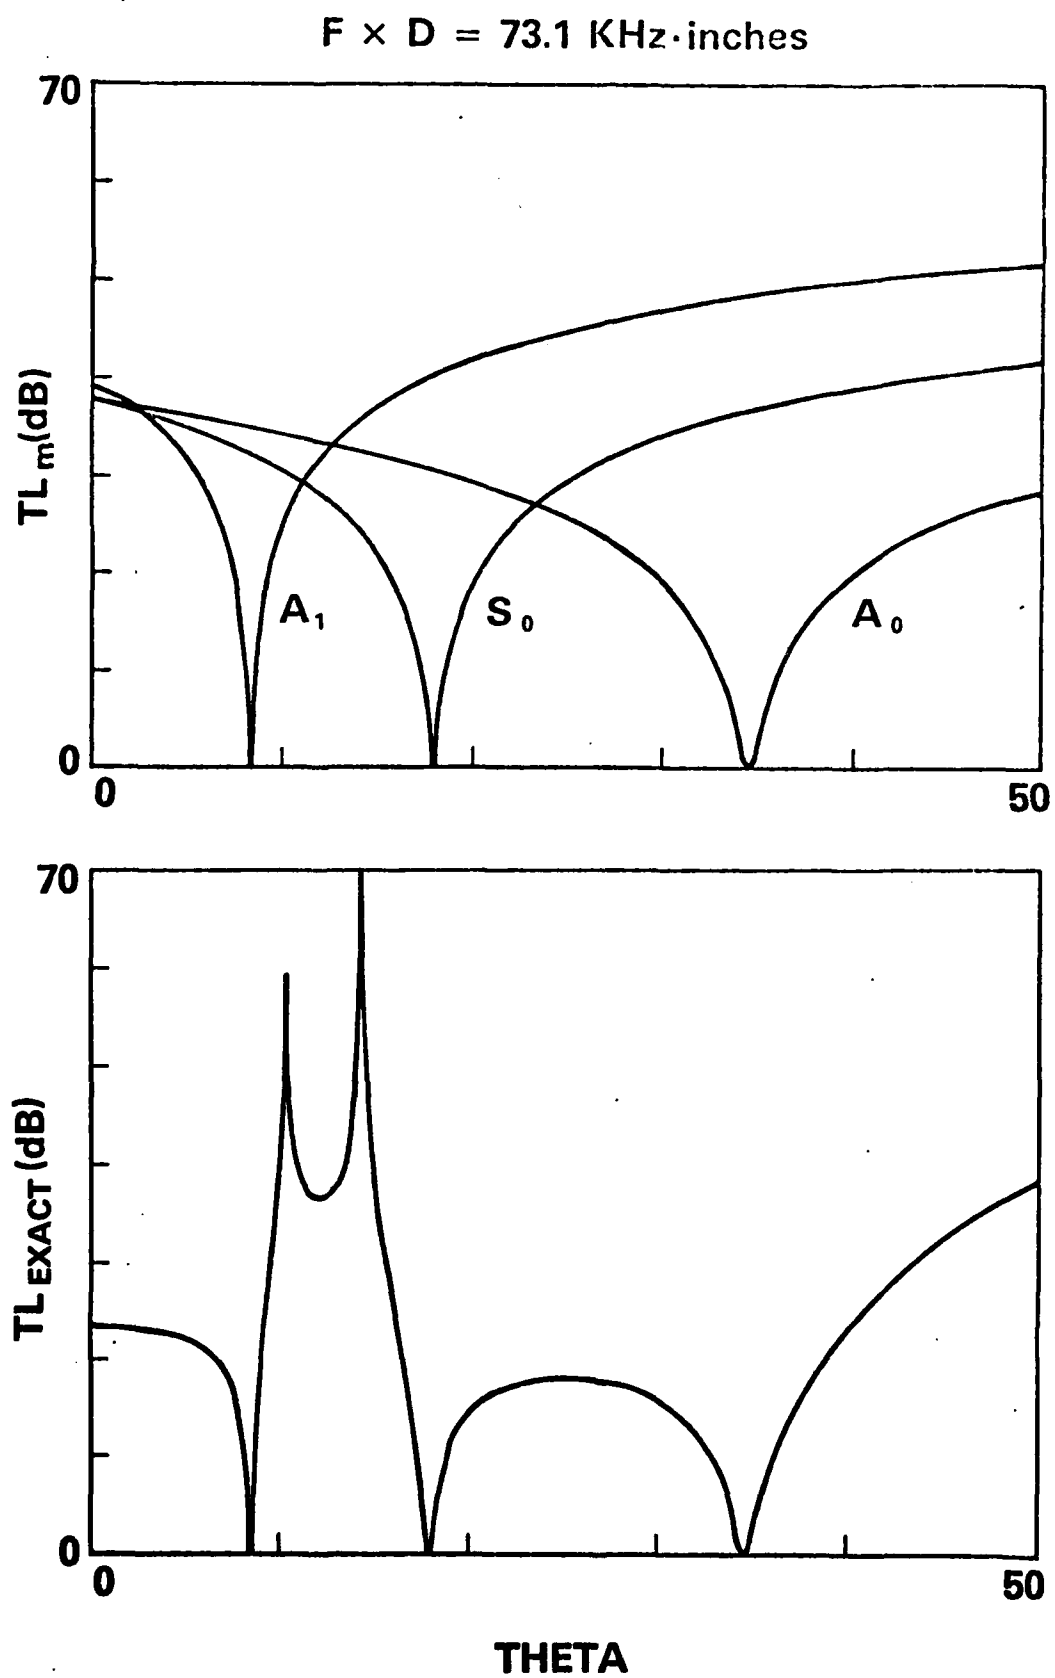 F × D = 73.1 KHz·inches
70
TLm(dB)
A1
S0
A0
0
0
50
70
TLEXACT(dB)
0
0
50
THETA